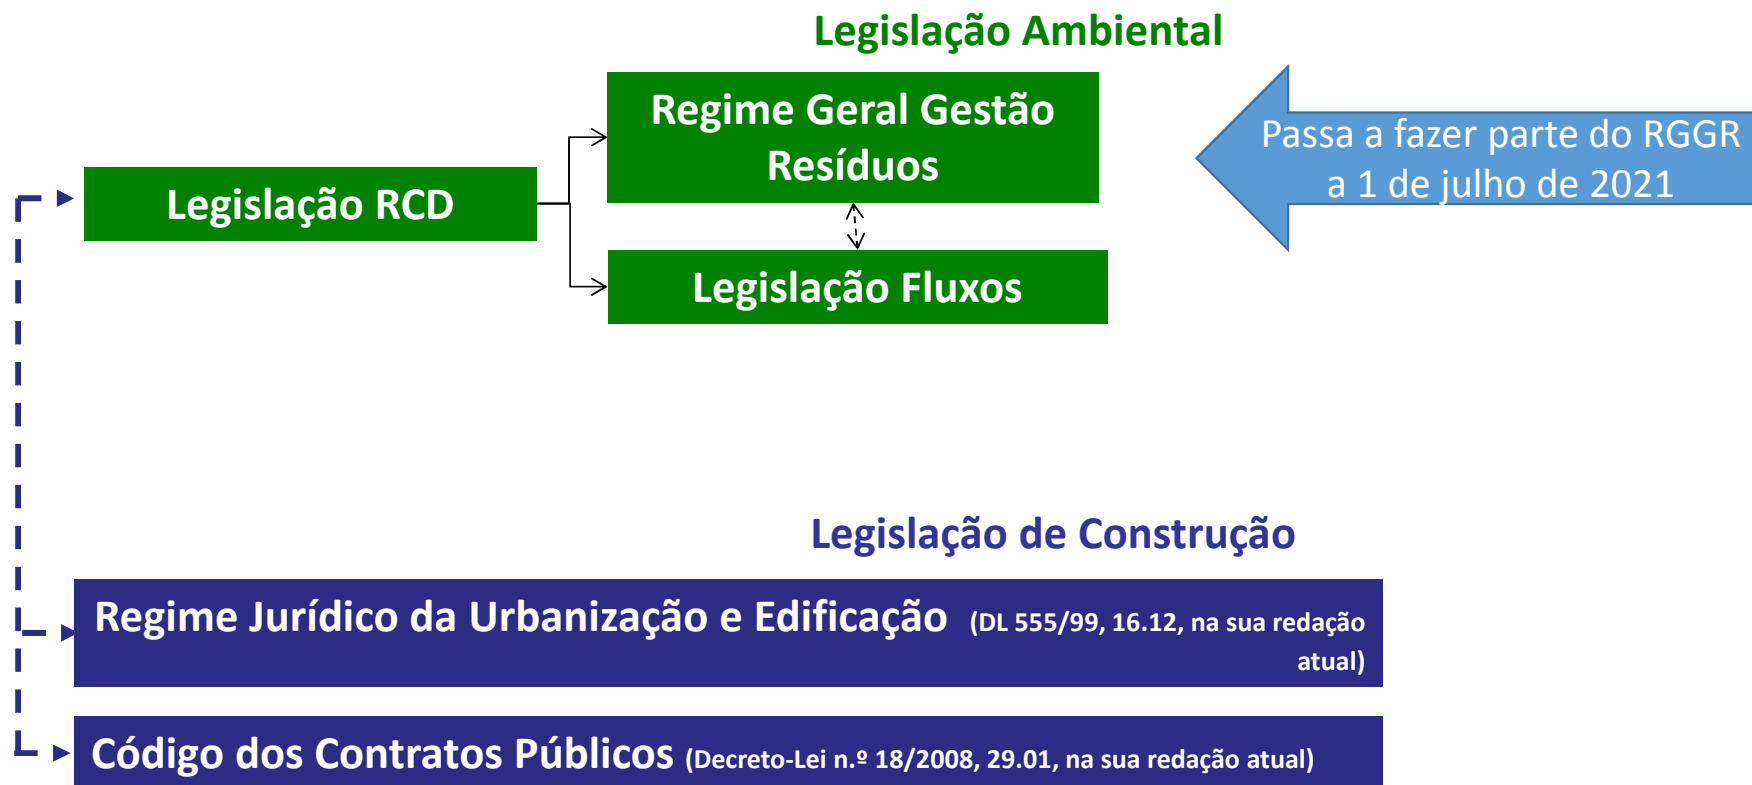 Legislação Ambiental
Regime Geral Gestão
Resíduos
Passa a fazer parte do RGGR
a 1 de julho de 2021
Legislação RCD
Legislação Fluxos
Legislação de Construção
Regime Jurídico da Urbanização e Edificação (DL 555/99, 16.12, na sua redação
atual)
Código dos Contratos Públicos (Decreto-Lei n.º 18/2008, 29.01, na sua redação atual)